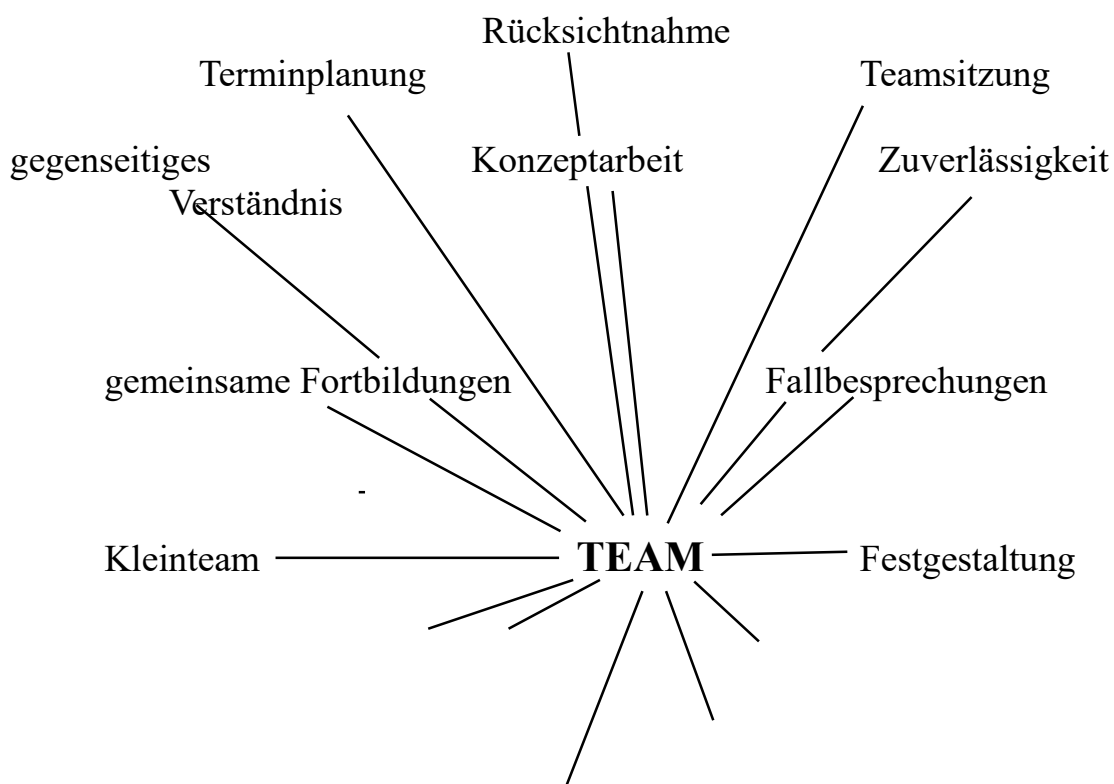 Rücksichtnahme
Terminplanung
Teamsitzung
gegenseitiges
Verständnis
Konzeptarbeit
Zuverlässigkeit
gemeinsame Fortbildungen
Fallbesprechungen
-
Kleinteam
TEAM
Festgestaltung